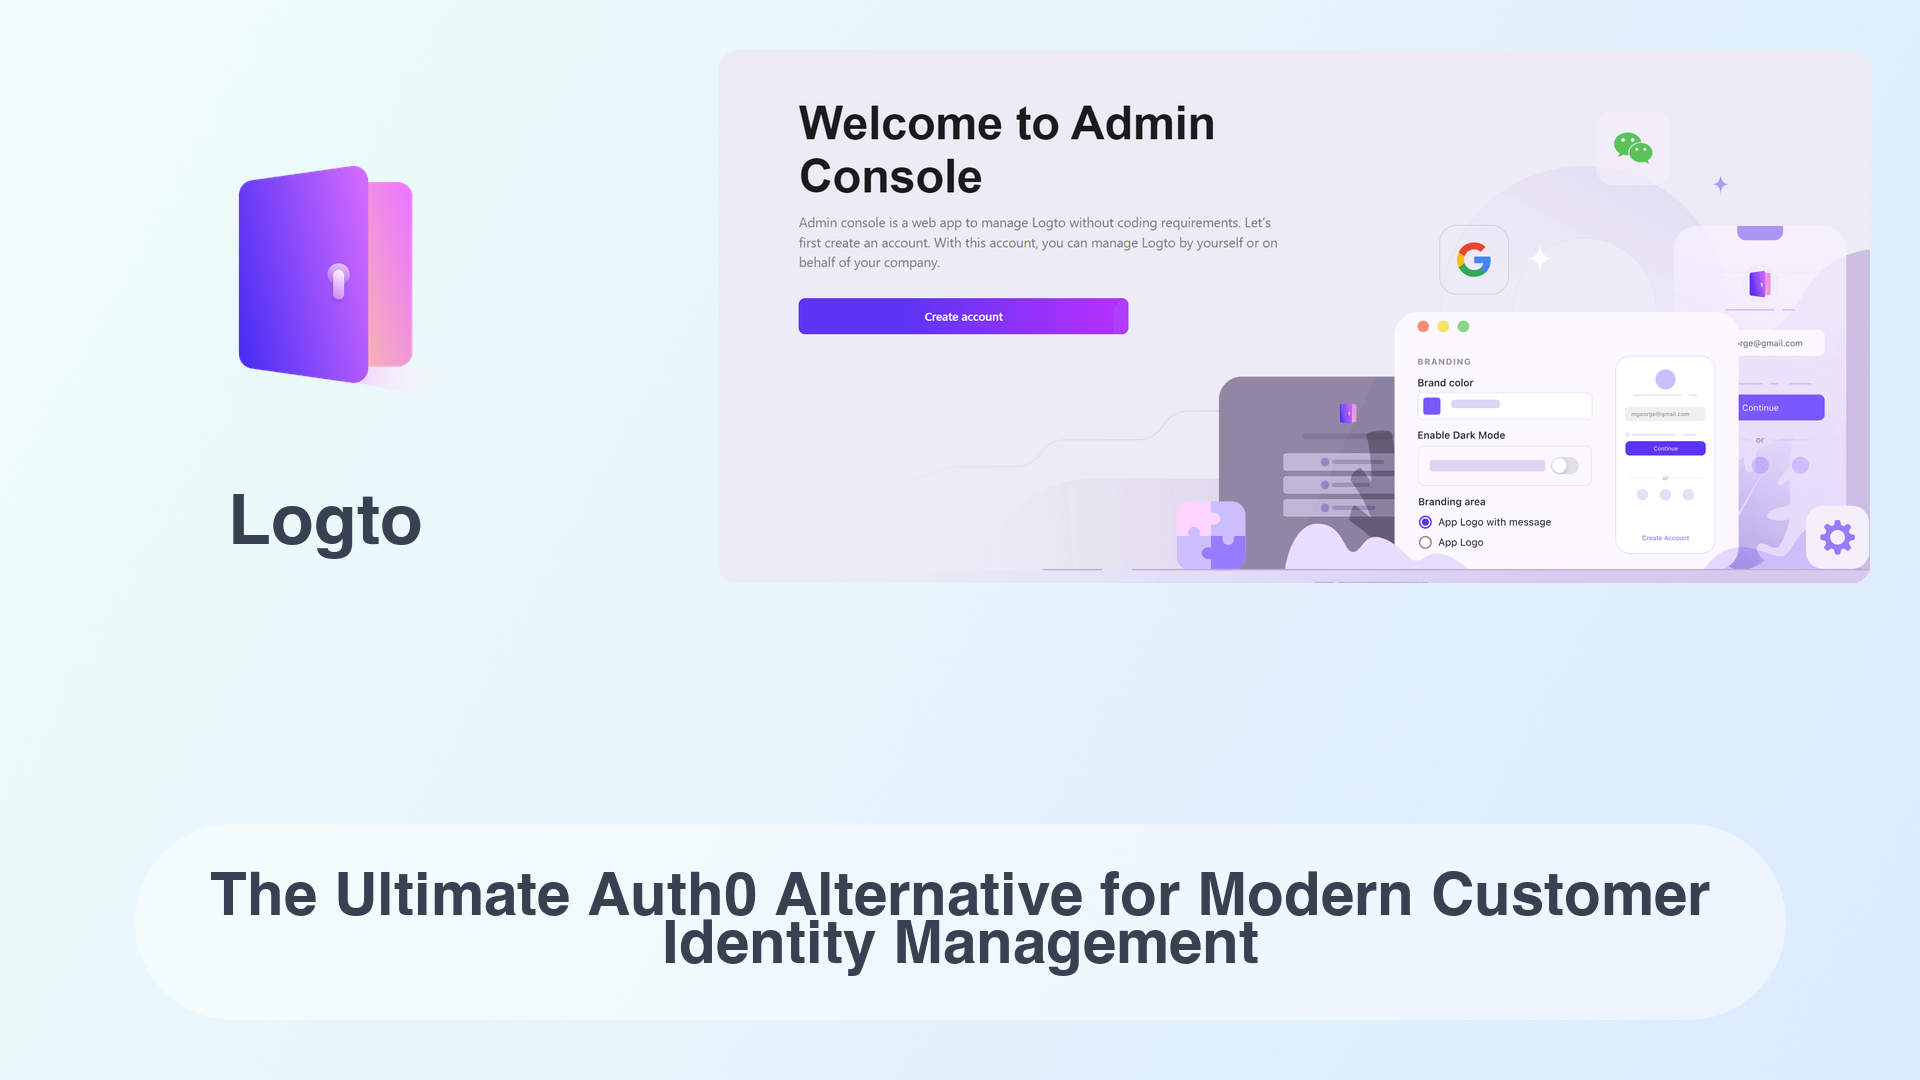 Logto
Welcome to Admin
Console
Admin console is a web app to manage Logto without coding requirements. Let's
first create an account. With this account, you can manage Logto by yourself or on
behalf of your company.
Create account
BRANDING
Brand color
Enable Dark Mode
Branding area
App Logo with message
App Logo
mgeorge@gmail.com
Continue
or
Create Account
rge@gmail.com
Continue
or
The Ultimate Auth0 Alternative for Modern Customer
Identity Management